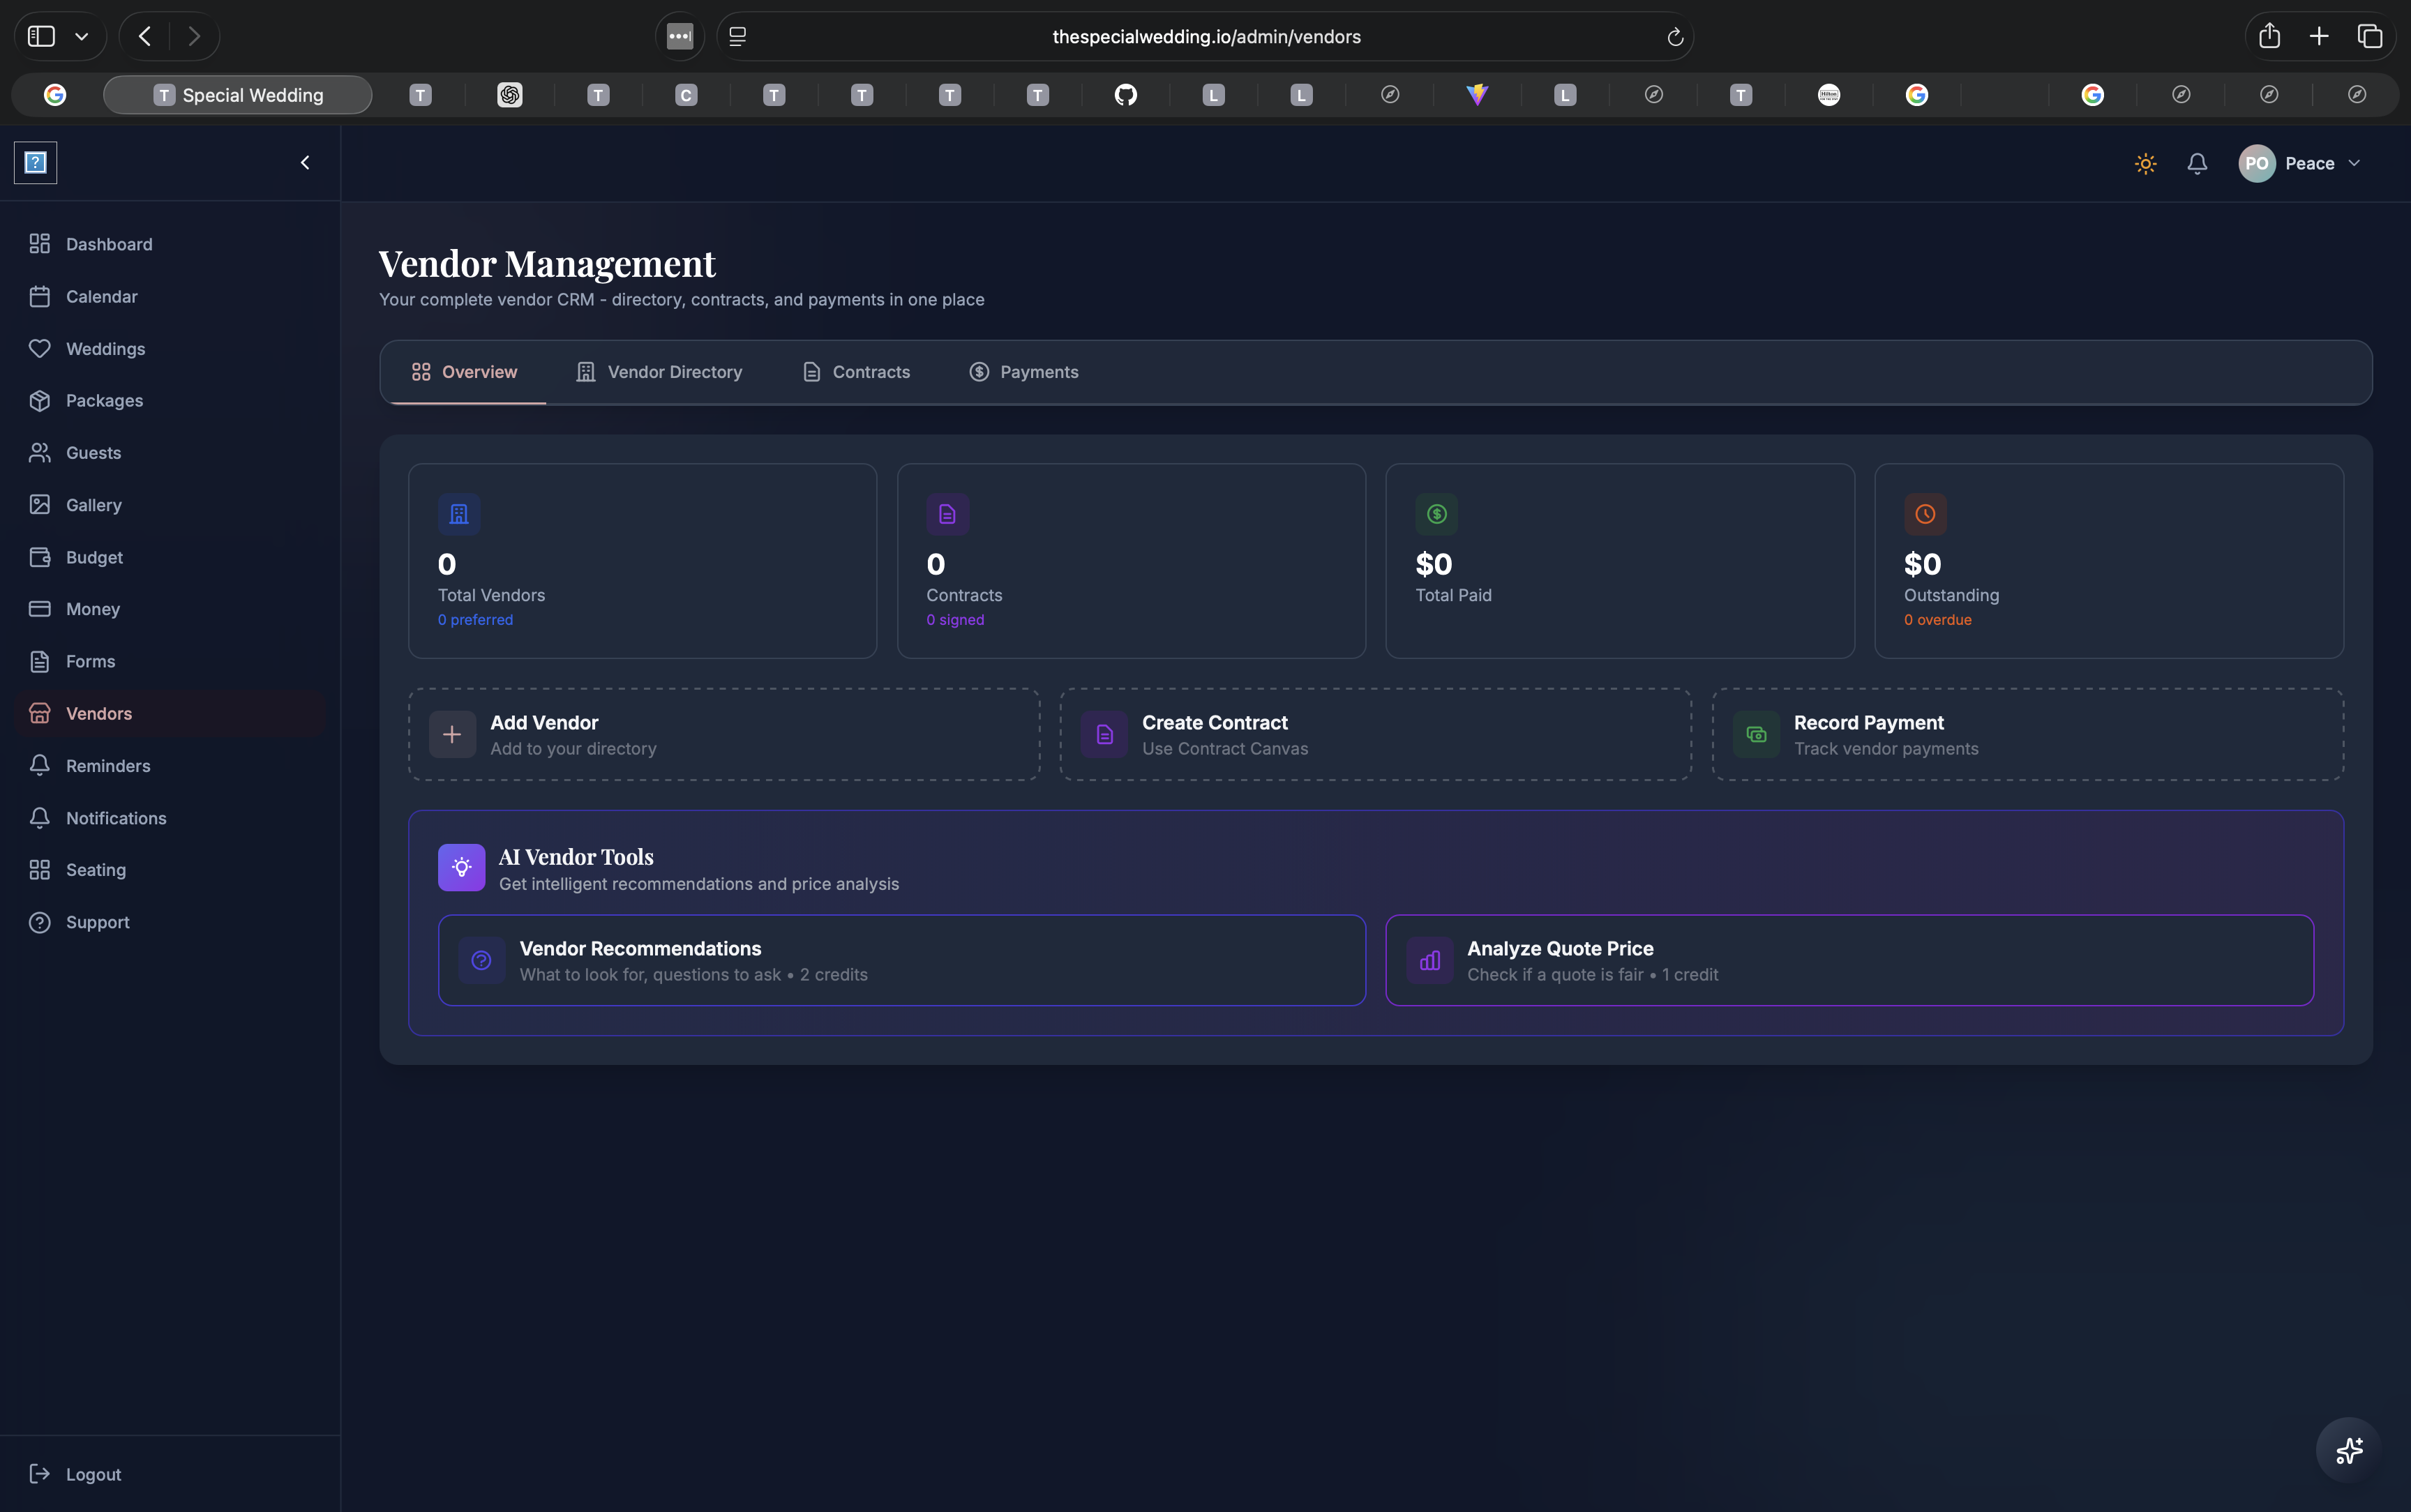 thespecialwedding.io/admin/vendors
T Special Wedding T T C T T T T L L L T
?
PO Peace
Dashboard
Calendar
Weddings
Packages
Guests
Gallery
Budget
Money
Forms
Vendors
Reminders
Notifications
Seating
Support
Logout
Vendor Management
Your complete vendor CRM - directory, contracts, and payments in one place
Overview Vendor Directory Contracts Payments
0
Total Vendors
0 preferred
0
Contracts
0 signed
$0
Total Paid
$0
Outstanding
0 overdue
Add Vendor
Add to your directory
Create Contract
Use Contract Canvas
Record Payment
Track vendor payments
AI Vendor Tools
Get intelligent recommendations and price analysis
Vendor Recommendations
What to look for, questions to ask • 2 credits
Analyze Quote Price
Check if a quote is fair • 1 credit